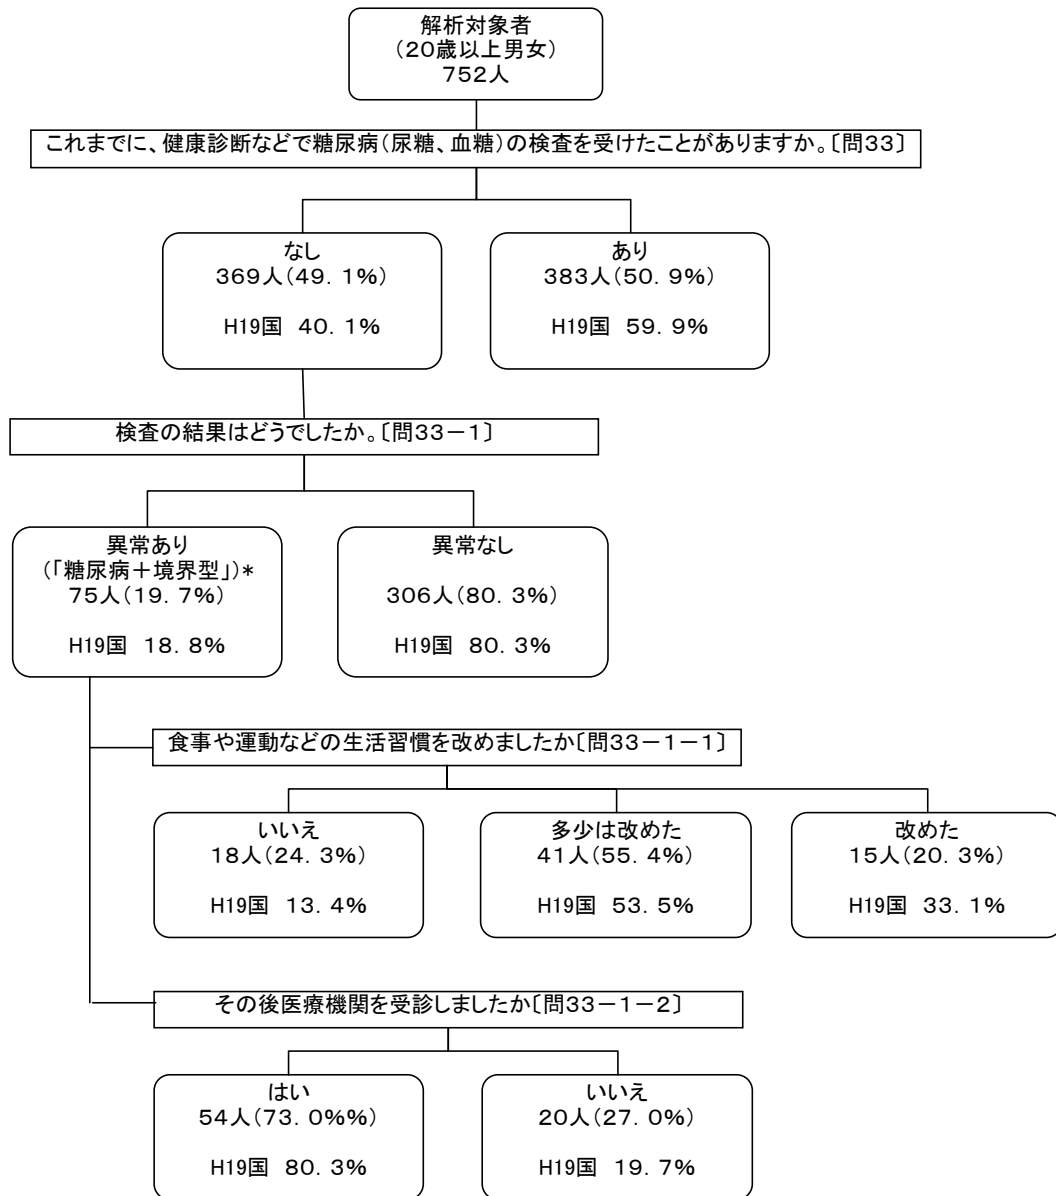 解析対象者
(20歳以上男女)
752人
これまでに、健康診断などで糖尿病(尿糖、血糖)の検査を受けたことがありますか。〔問33〕
なし
369人(49.1%)
H19国 40.1%
あり
383人(50.9%)
H19国 59.9%
検査の結果はどうでしたか。〔問33-1〕
異常あり
(「糖尿病+境界型」)*
75人(19.7%)
H19国 18.8%
異常なし
306人(80.3%)
H19国 80.3%
食事や運動などの生活習慣を改めましたか〔問33-1-1〕
いいえ
18人(24.3%)
H19国 13.4%
多少は改めた
41人(55.4%)
H19国 53.5%
改めた
15人(20.3%)
H19国 33.1%
その後医療機関を受診しましたか〔問33-1-2〕
はい
54人(73.0%%)
H19国 80.3%
いいえ
20人(27.0%)
H19国 19.7%